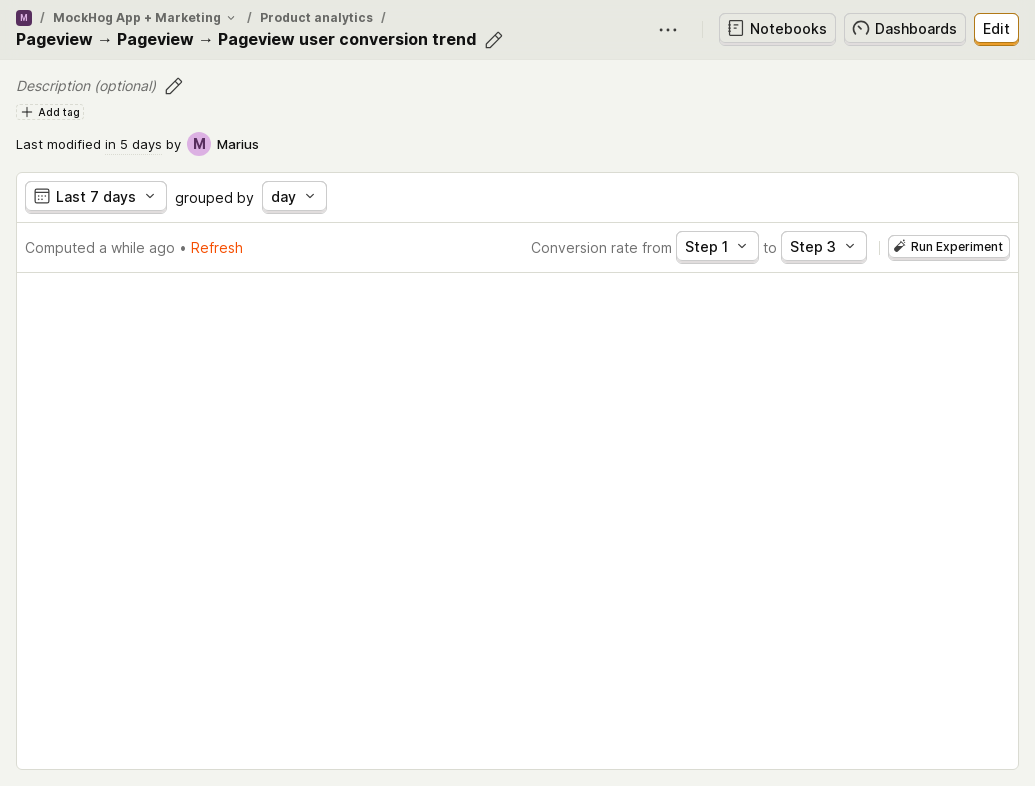 M / MockHog App + Marketing / Product analytics /
Pageview → Pageview → Pageview user conversion trend
Notebooks Dashboards Edit
Description (optional)
Add tag
Last modified in 5 days by M Marius
Last 7 days grouped by day
Computed a while ago • Refresh Conversion rate from Step 1 to Step 3 Run Experiment